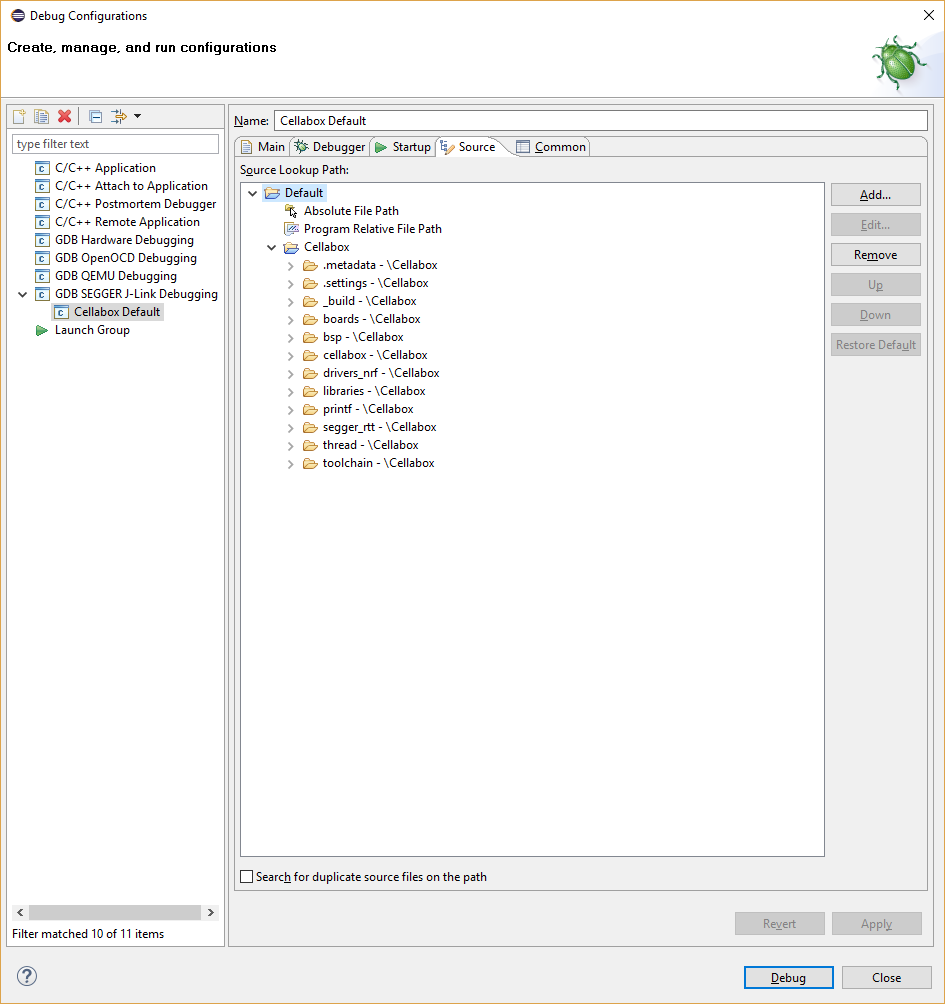 Debug Configurations
Create, manage, and run configurations
type filter text
C/C++ Application
C/C++ Attach to Application
C/C++ Postmortem Debugger
C/C++ Remote Application
GDB Hardware Debugging
GDB OpenOCD Debugging
GDB QEMU Debugging
GDB SEGGER J-Link Debugging
Cellabox Default
Launch Group
Filter matched 10 of 11 items
Name: Cellabox Default
Main Debugger Startup Source Common
Source Lookup Path:
Default
Absolute File Path
Program Relative File Path
Cellabox
.metadata - \Cellabox
.settings - \Cellabox
_build - \Cellabox
boards - \Cellabox
bsp - \Cellabox
cellabox - \Cellabox
drivers_nrf - \Cellabox
libraries - \Cellabox
printf - \Cellabox
segger_rtt - \Cellabox
thread - \Cellabox
toolchain - \Cellabox
Add...
Edit...
Remove
Up
Down
Restore Default
Search for duplicate source files on the path
Revert Apply
? Debug Close